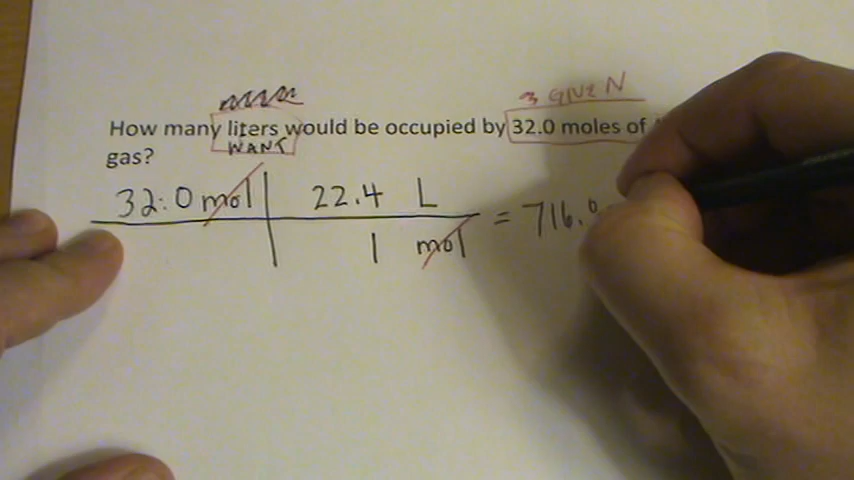 GIVEN
How many liters would be occupied by 32.0 moles of
WANT
gas?
32.0 mol 22.4 L
1 mol = 716.8